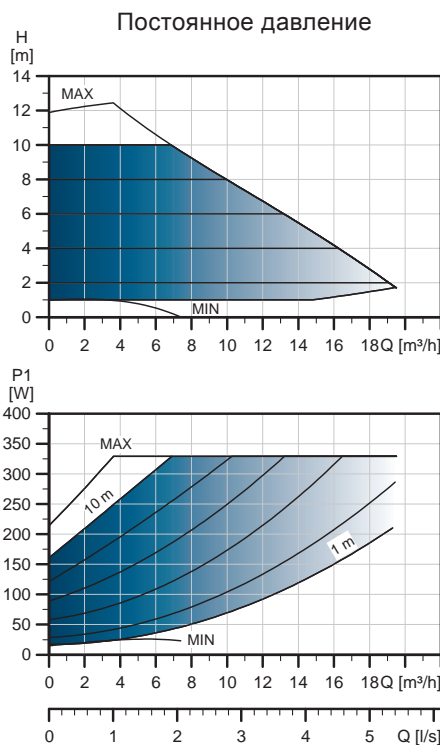 Постоянное давление
H
[m]
14
12
10
8
6
4
2
0
MAX
MIN
0 2 4 6 8 10 12 14 16 18 Q [m³/h]
P1
[W]
400
350
300
250
200
150
100
50
0
MAX
10 m
1 m
MIN
0 2 4 6 8 10 12 14 16 18 Q [m³/h]
0 1 2 3 4 5 Q [l/s]